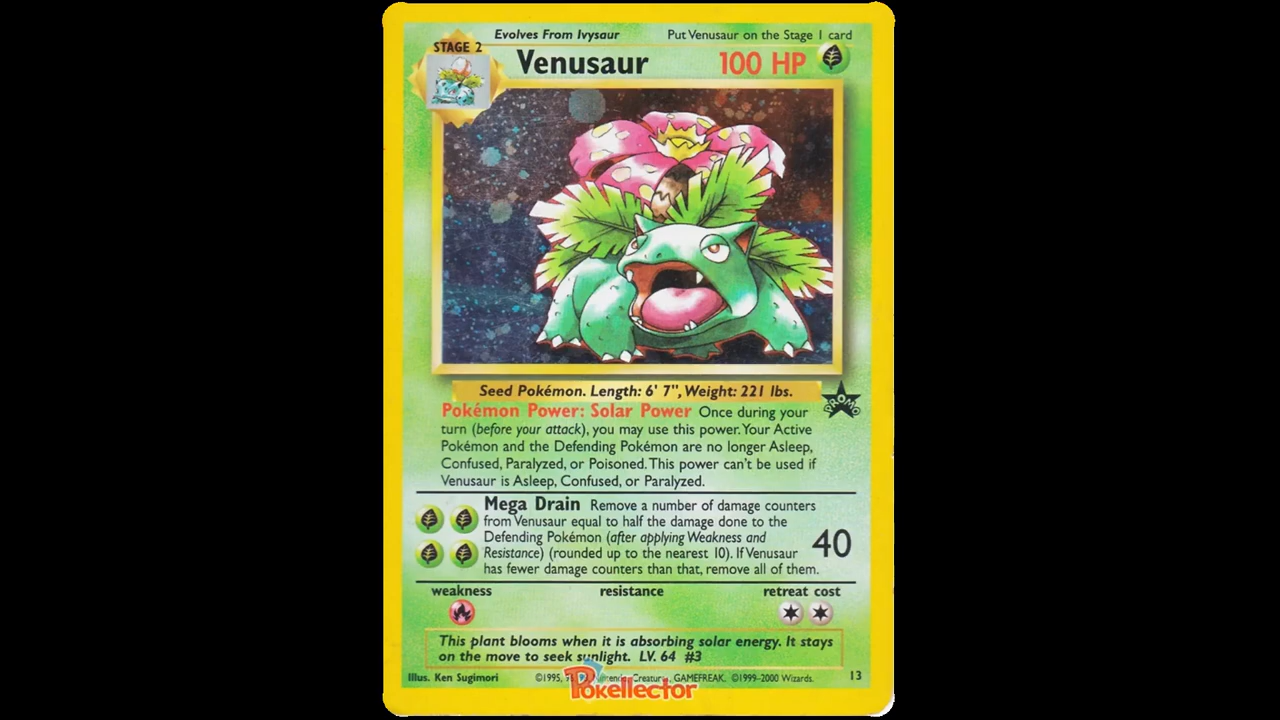 Evolves From Ivysaur Put Venusaur on the Stage 1 card
STAGE 2
Venusaur 100 HP
Seed Pokémon. Length: 6' 7", Weight: 221 lbs.
PROMO
Pokémon Power: Solar Power Once during your
turn (before your attack), you may use this power. Your Active
Pokémon and the Defending Pokémon are no longer Asleep,
Confused, Paralyzed, or Poisoned. This power can't be used if
Venusaur is Asleep, Confused, or Paralyzed.
Mega Drain Remove a number of damage counters
from Venusaur equal to half the damage done to the
Defending Pokémon (after applying Weakness and
Resistance) (rounded up to the nearest 10). If Venusaur
has fewer damage counters than that, remove all of them.
40
weakness resistance retreat cost
This plant blooms when it is absorbing solar energy. It stays
on the move to seek sunlight. LV. 64 #3
Illus. Ken Sugimori ©1995, GAMEFREAK. ©1999-2000 Wizards. 13
Pokellector